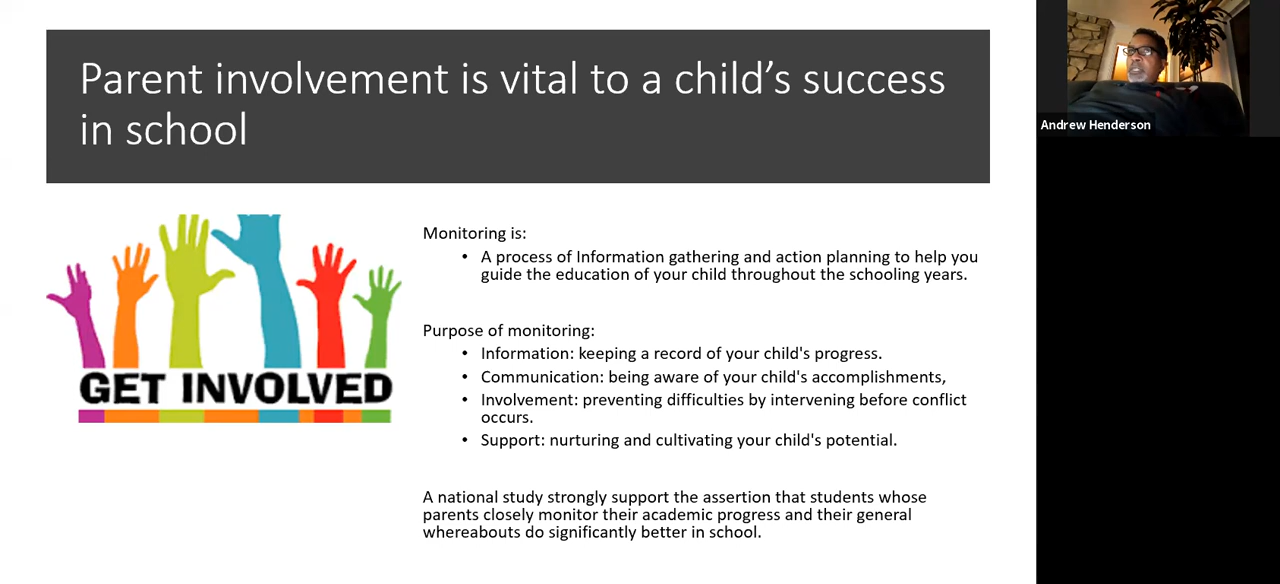 Parent involvement is vital to a child’s success
in school
GET INVOLVED
Monitoring is:
• A process of Information gathering and action planning to help you
guide the education of your child throughout the schooling years.
Purpose of monitoring:
• Information: keeping a record of your child's progress.
• Communication: being aware of your child's accomplishments,
• Involvement: preventing difficulties by intervening before conflict
occurs.
• Support: nurturing and cultivating your child's potential.
A national study strongly support the assertion that students whose
parents closely monitor their academic progress and their general
whereabouts do significantly better in school.
Andrew Henderson